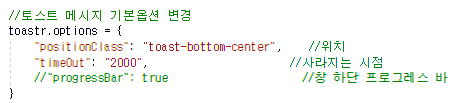 //토스트 메시지 기본옵션 변경
toastr.options = {
"positionClass": "toast-bottom-center", //위치
"timeOut": "2000", //사라지는 시점
//"progressBar": true //창 하단 프로그레스 바
}